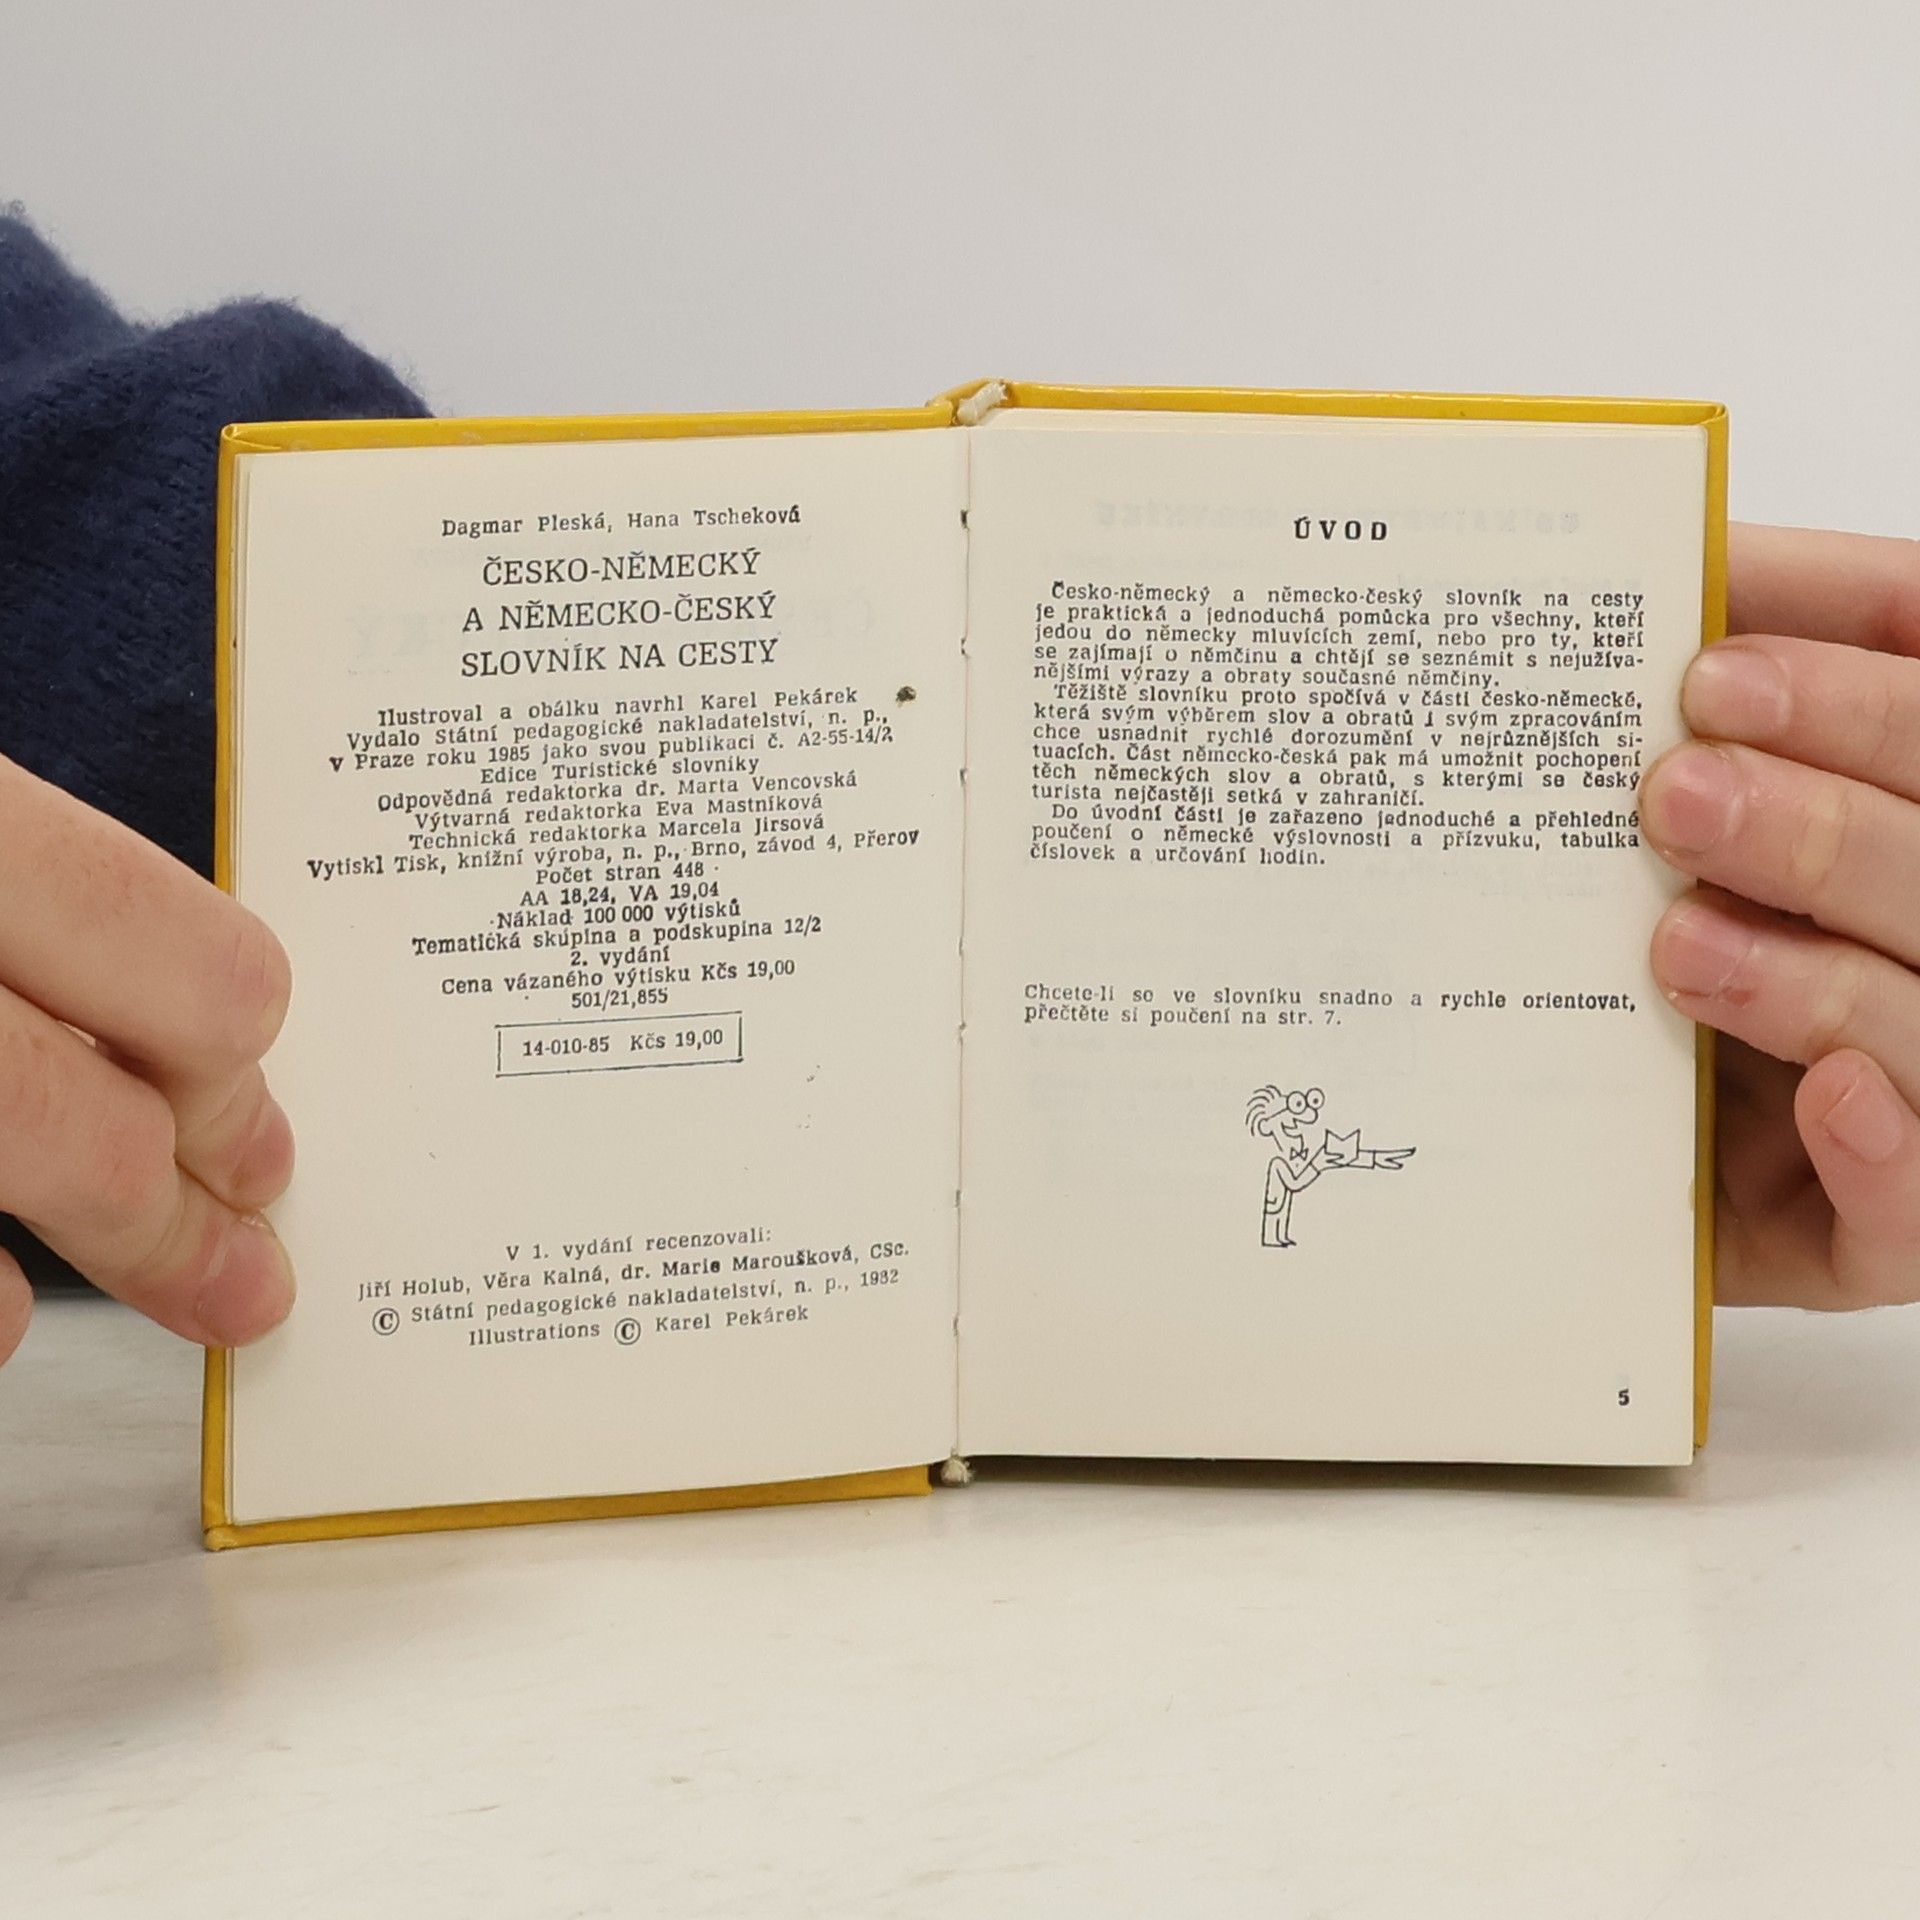 Dagmar Pleská, Hana Tscheková
ČESKO-NĚMECKÝ
A NĚMECKO-ČESKÝ
SLOVNÍK NA CESTY
Ilustroval a obálku navrhl Karel Pekárek
Vydalo Státní pedagogické nakladatelství, n. p.,
v Praze roku 1985 jako svou publikaci č. A2-55-14/2
Edice Turistické slovníky
Odpovědná redaktorka dr. Marta Vencovská
Výtvarná redaktorka Eva Mastníková
Technická redaktorka Marcela Jirsová
Vytiskl Tisk, knižní výroba, n. p., Brno, závod 4, Přerov
Počet stran 448
AA 18,24, VA 19,04
Náklad 100 000 výtisků
Tematická skupina a podskupina 12/2
2. vydání
Cena vázaného výtisku Kčs 19,00
501/21,855
14-010-85 Kčs 19,00
V 1. vydání recenzovali:
Jiří Holub, Věra Kalná, dr. Marie Maroušková, CSc.
© Státní pedagogické nakladatelství, n. p., 1982
Illustrations © Karel Pekárek
ÚVOD
Česko-německý a německo-český slovník na cesty
je praktická a jednoduchá pomůcka pro všechny, kteří
jedou do německy mluvících zemí, nebo pro ty, kteří
se zajímají o němčinu a chtějí se seznámit s nejužíva-
nějšími výrazy a obraty současné němčiny.
Těžiště slovníku proto spočívá v části česko-německé,
která svým výběrem slov a obratů i svým zpracováním
chce usnadnit rychlé dorozumění v nejrůznějších si-
tuacích. Část německo-česká pak má umožnit pochopení
těch německých slov a obratů, s kterými se český
turista nejčastěji setká v zahraničí.
Do úvodní části je zařazeno jednoduché a přehledné
poučení o německé výslovnosti a přízvuku, tabulka
číslovek a určování hodin.
Chcete-li se ve slovníku snadno a rychle orientovat,
přečtěte si poučení na str. 7.
5